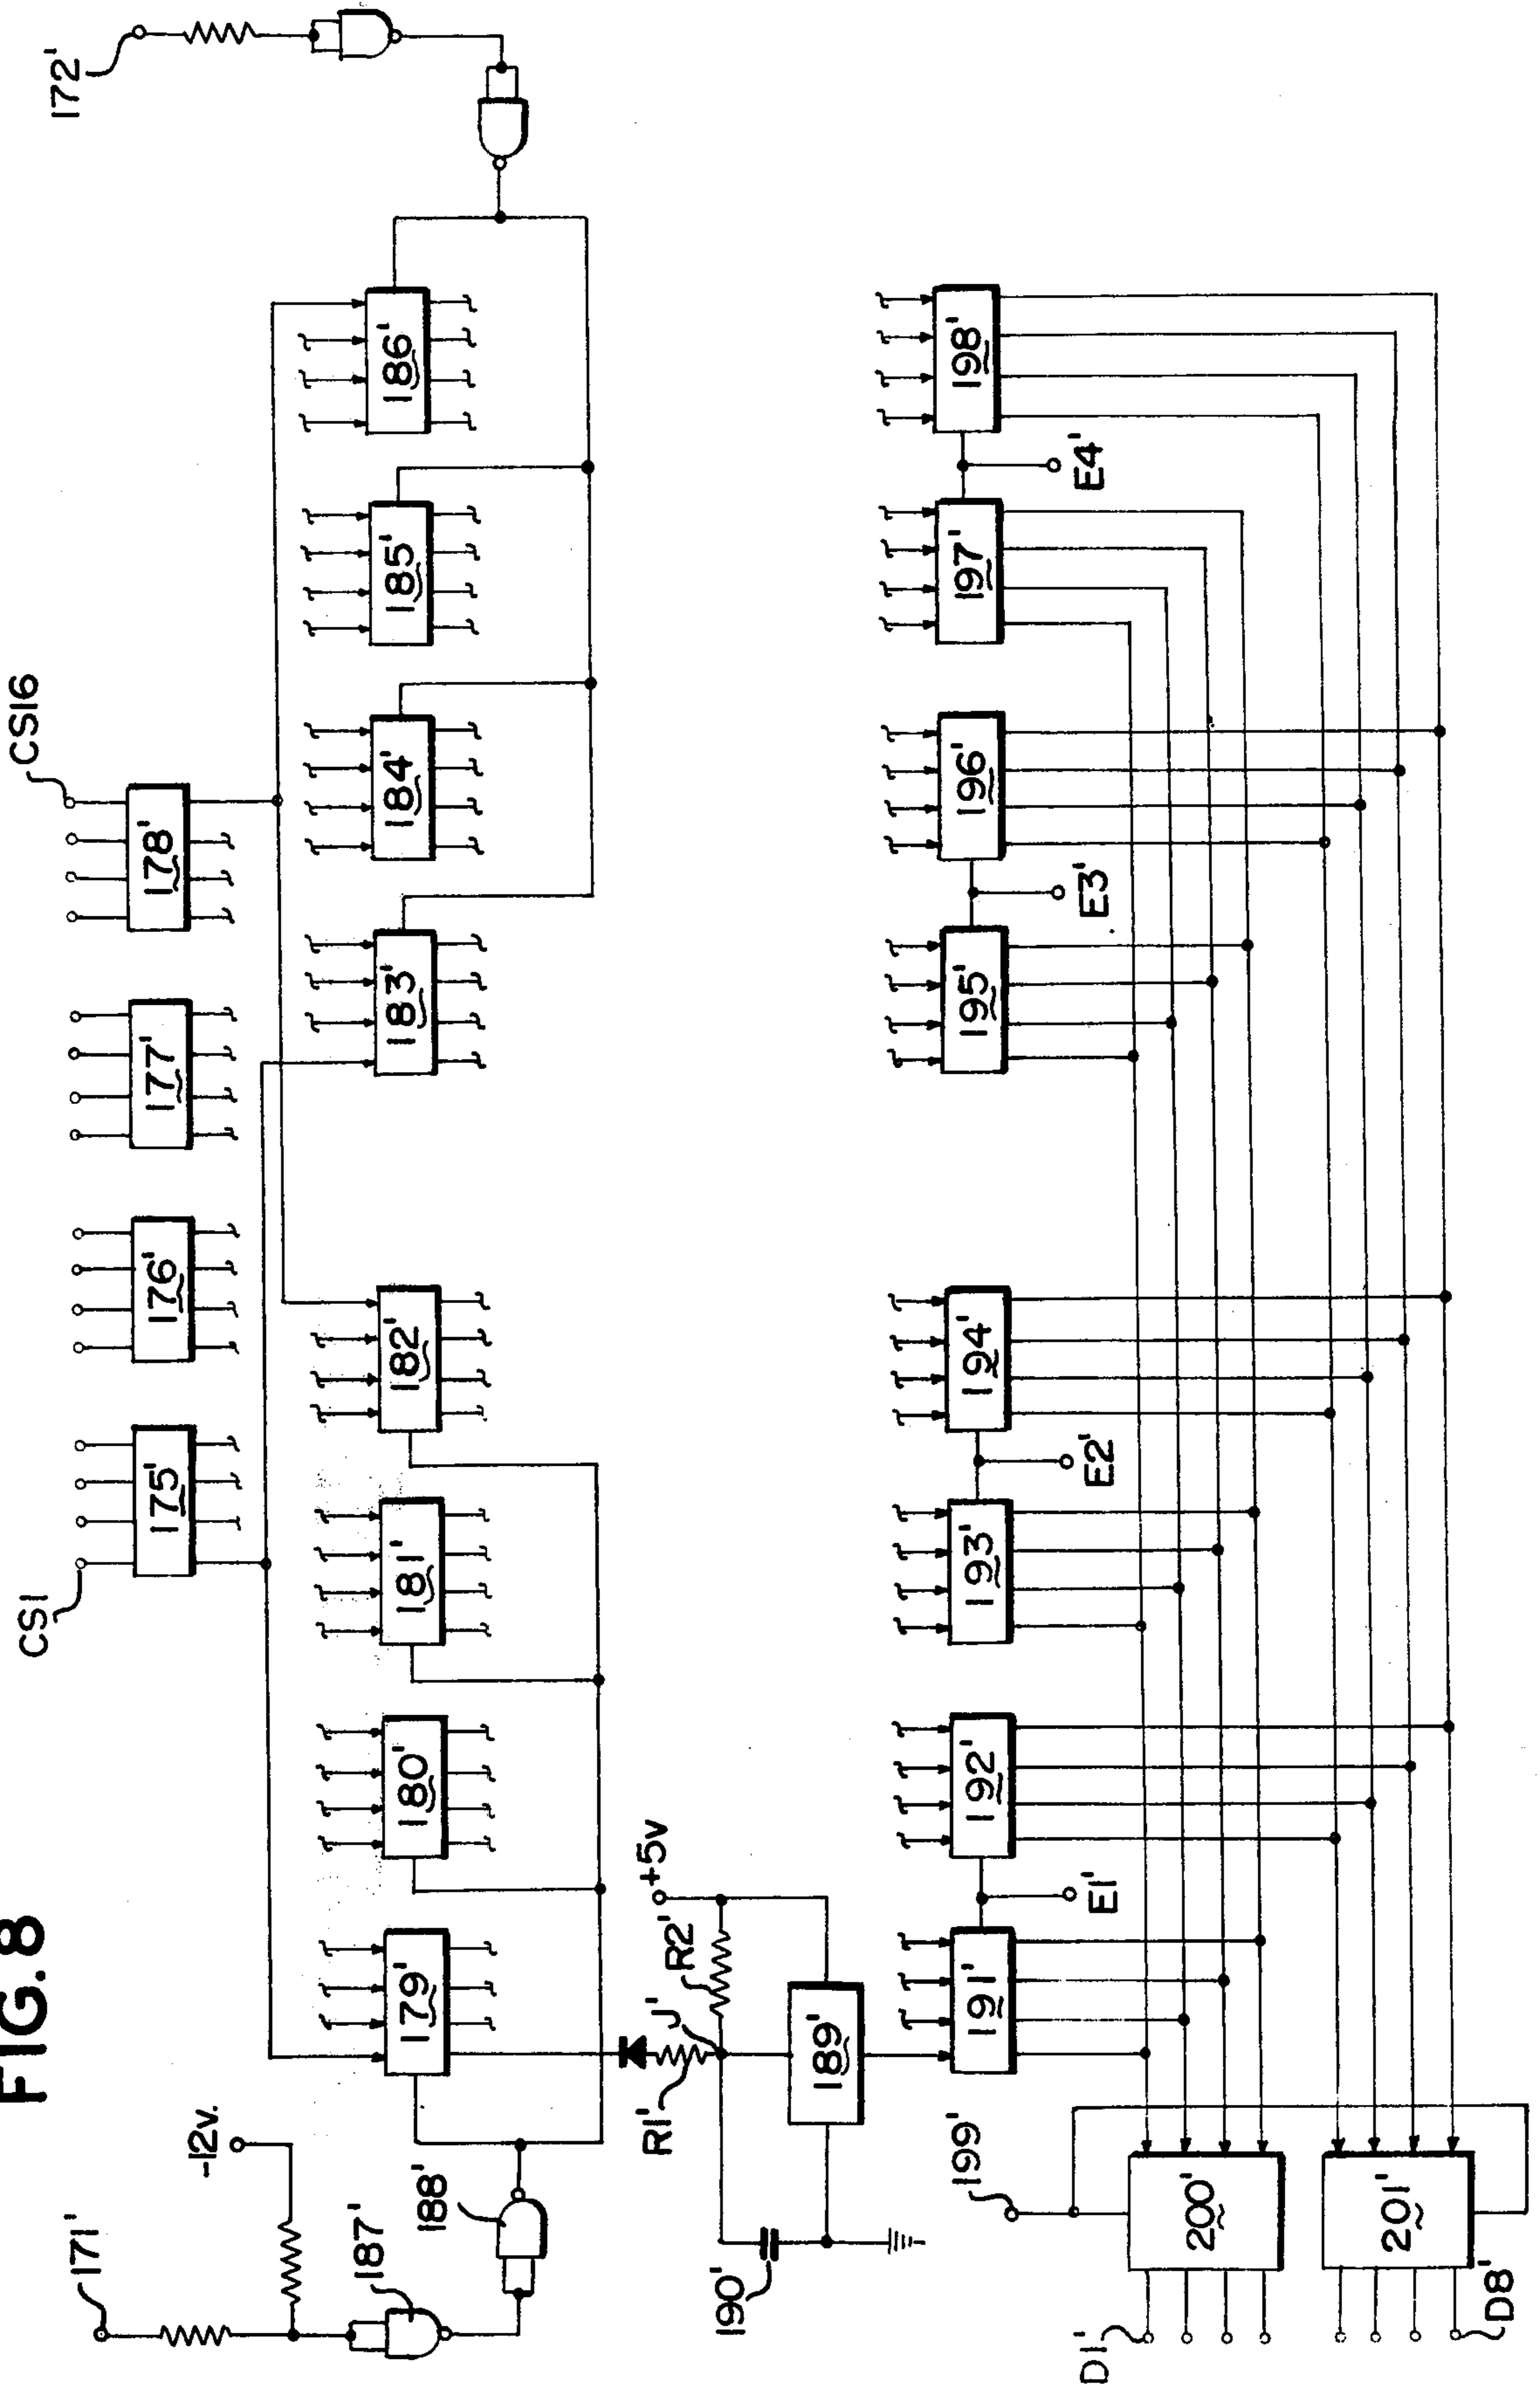 FIG. 8
172'
CS1
CS16
175'
176'
177'
178'
171'
-12v.
187'
188'
179'
180'
181'
182'
183'
184'
185'
186'
+5v
R1'
J'
R2'
189'
190'
191'
192'
193'
194'
195'
196'
197'
198'
E1'
E2'
E3'
E4'
199'
200'
201'
D1'
D8'